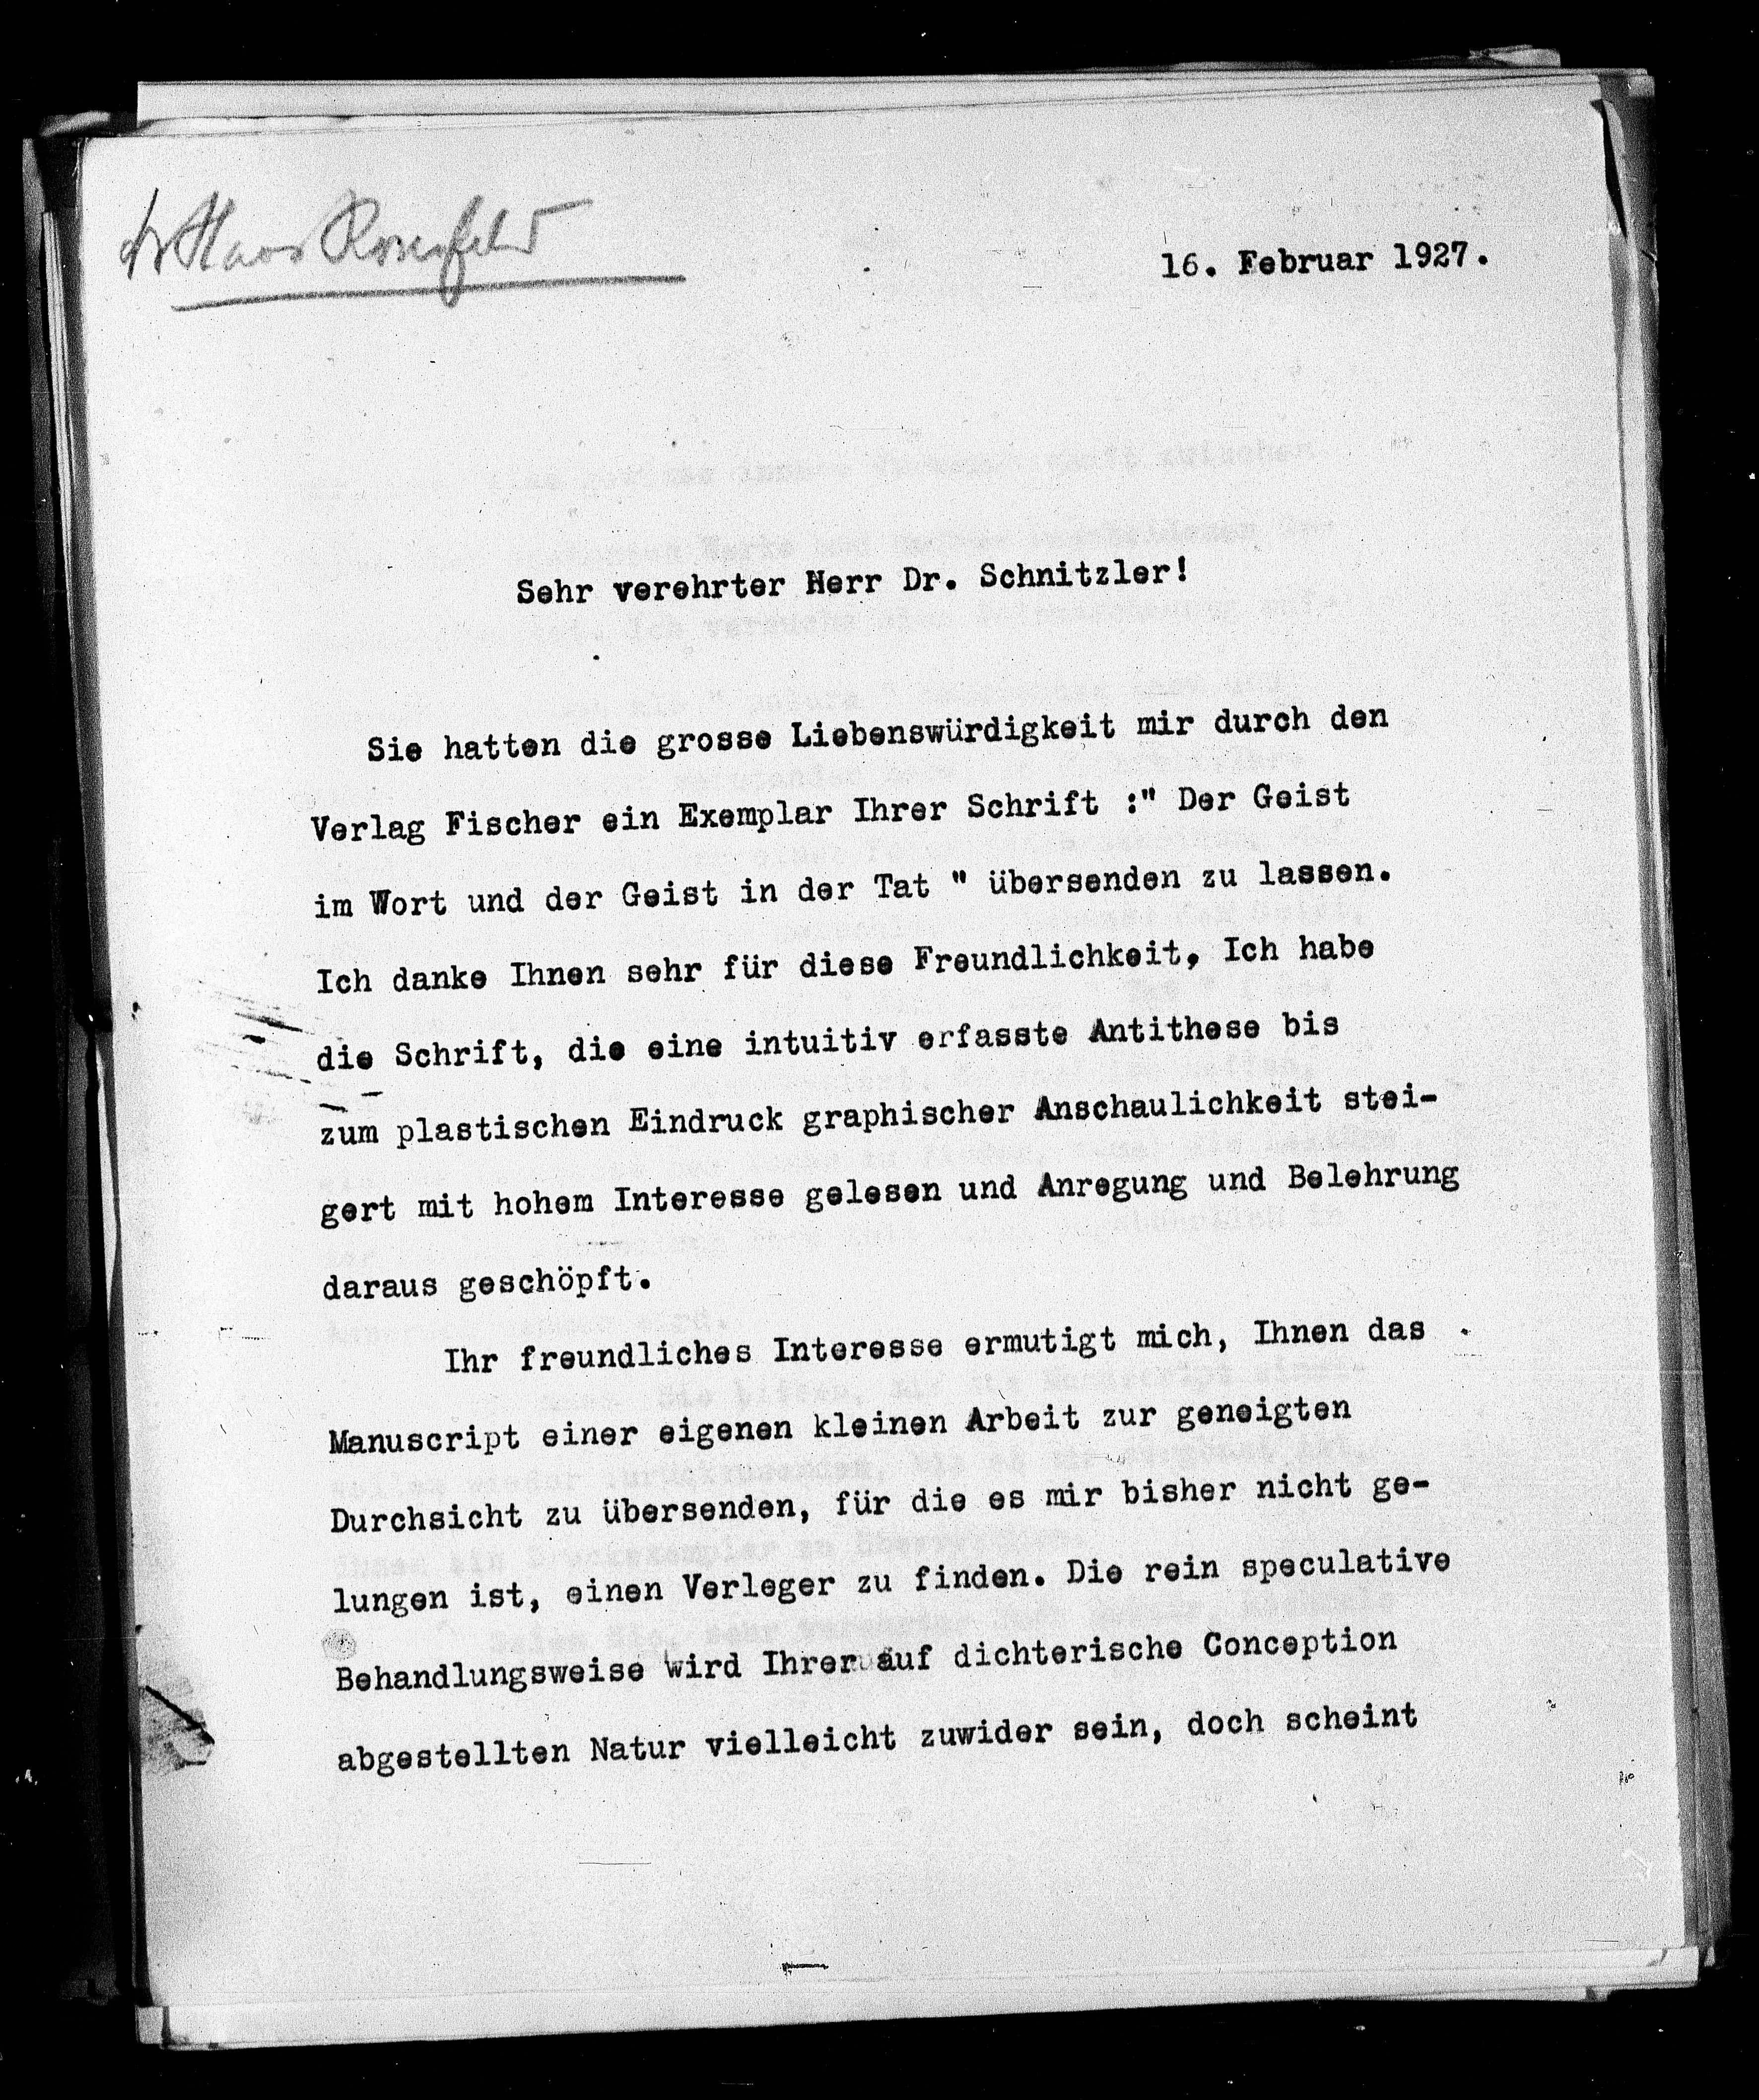 Dr Hans Rosenfeld
16. Februar 1927.
Sehr verehrter Herr Dr. Schnitzler!
Sie hatten die grosse Liebenswürdigkeit mir durch den
Verlag Fischer ein Exemplar Ihrer Schrift :" Der Geist
im Wort und der Geist in der Tat " übersenden zu lassen.
Ich danke Ihnen sehr für diese Freundlichkeit, Ich habe
die Schrift, die eine intuitiv erfasste Antithese bis
zum plastischen Eindruck graphischer Anschaulichkeit stei-
gert mit hohem Interesse gelesen und Anregung und Belehrung
daraus geschöpft.
Ihr freundliches Interesse ermutigt mich, Ihnen das
Manuscript einer eigenen kleinen Arbeit zur geneigten
Durchsicht zu übersenden, für die es mir bisher nicht ge-
lungen ist, einen Verleger zu finden. Die rein speculative
Behandlungsweise wird Ihrer auf dichterische Conception
abgestellten Natur vielleicht zuwider sein, doch scheint